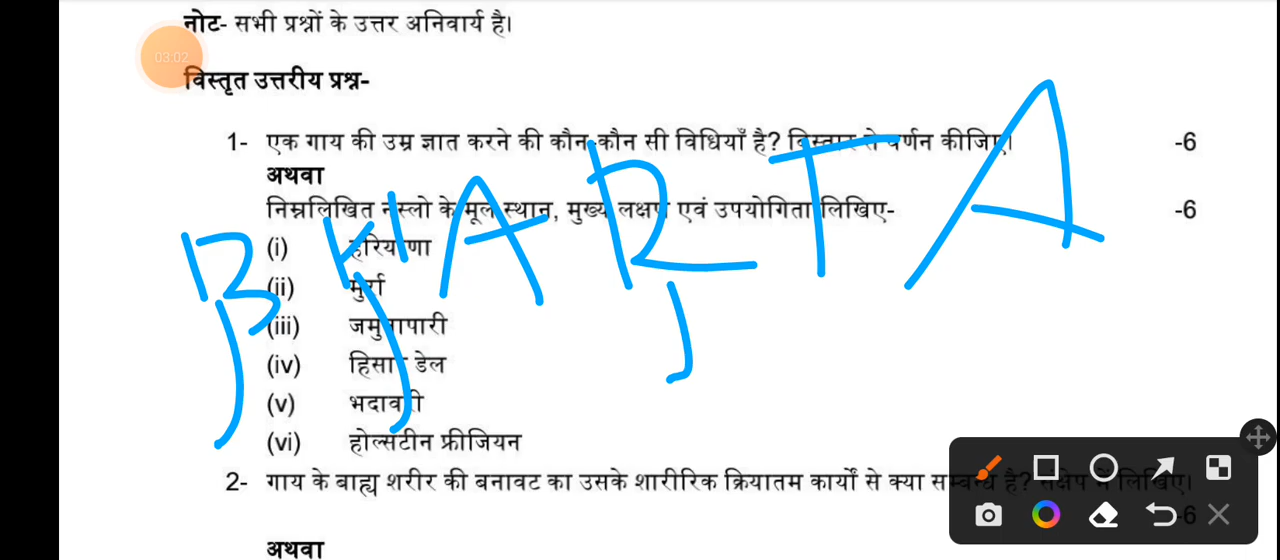 नोट- सभी प्रश्नों के उत्तर अनिवार्य है।
03:02
विस्तृत उत्तरीय प्रश्न-
1- एक गाय की उम्र ज्ञात करने की कौन-कौन सी विधियाँ है? विस्तार से वर्णन कीजिए। -6
अथवा
निम्नलिखित नस्लो के मूल स्थान, मुख्य लक्षण एवं उपयोगिता लिखिए- -6
(i) हरियाणा
(ii) मुर्रा
(iii) जमुनापारी
(iv) हिसार डेल
(v) भदावरी
(vi) होल्सटीन फ्रीजियन
2- गाय के बाह्य शरीर की बनावट का उसके शारीरिक क्रियातम कार्यों से क्या सम्बन्ध है? संक्षेप में लिखिए।
-6
अथवा